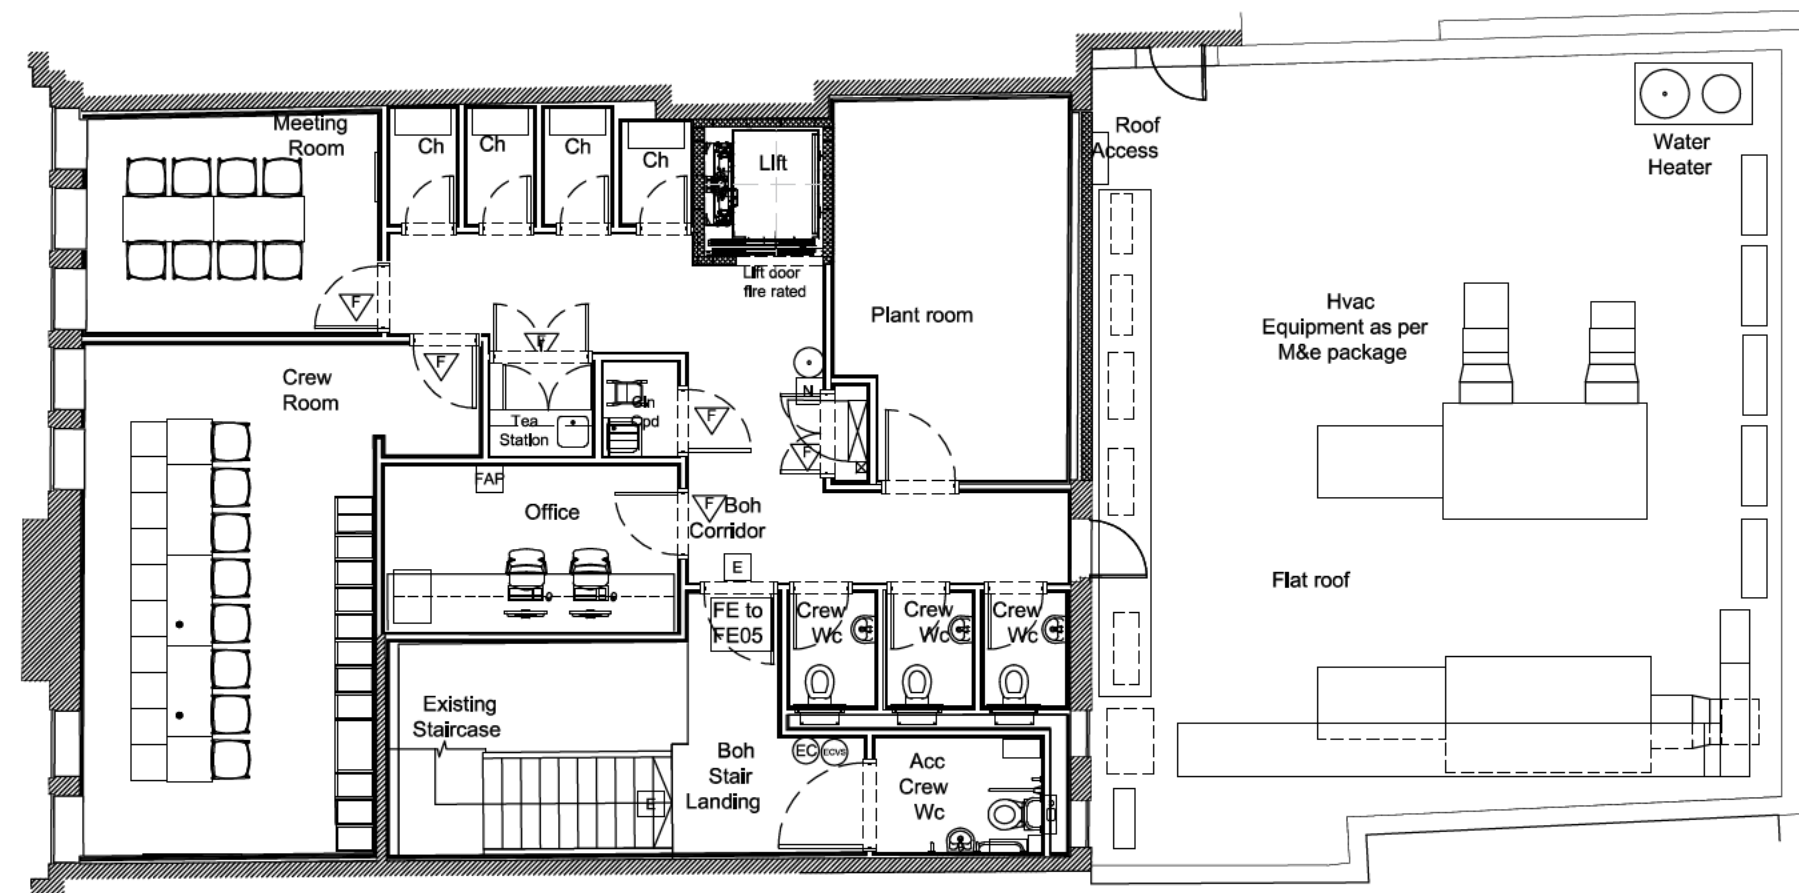 Meeting
Room
Ch
Ch
Ch
Ch
LIft
Lift door
fire rated
Roof
Access
Water
Heater
F
F
F
Plant room
Hvac
Equipment as per
M&e package
Crew
Room
Tea
Station
Cln
Cpd
F
N
F
FAP
Office
F
Boh
Corridor
E
FE to
FE05
Crew
Wc
Crew
Wc
Crew
Wc
Flat roof
Existing
Staircase
E
Boh
Stair
Landing
EC
ECVS
Acc
Crew
Wc